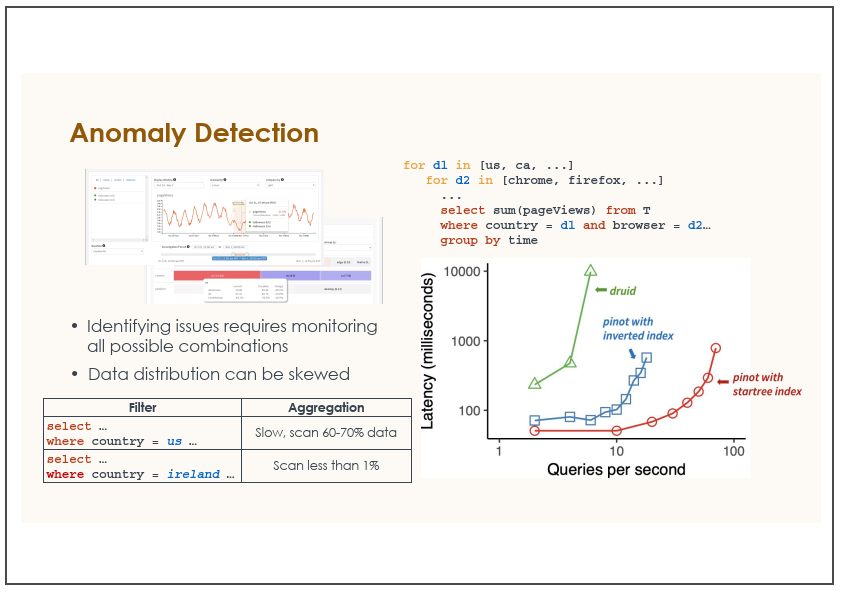 Anomaly Detection
for d1 in [us, ca, ...]
for d2 in [chrome, firefox, ...]
...
select sum(pageViews) from T
where country = d1 and browser = d2…
group by time
• Identifying issues requires monitoring
all possible combinations
• Data distribution can be skewed
Filter
Aggregation
select …
where country = us …
Slow, scan 60-70% data
select …
where country = ireland …
Scan less than 1%
Latency (milliseconds)
10000
1000
100
druid
pinot with
inverted index
pinot with
startree index
1
10
100
Queries per second